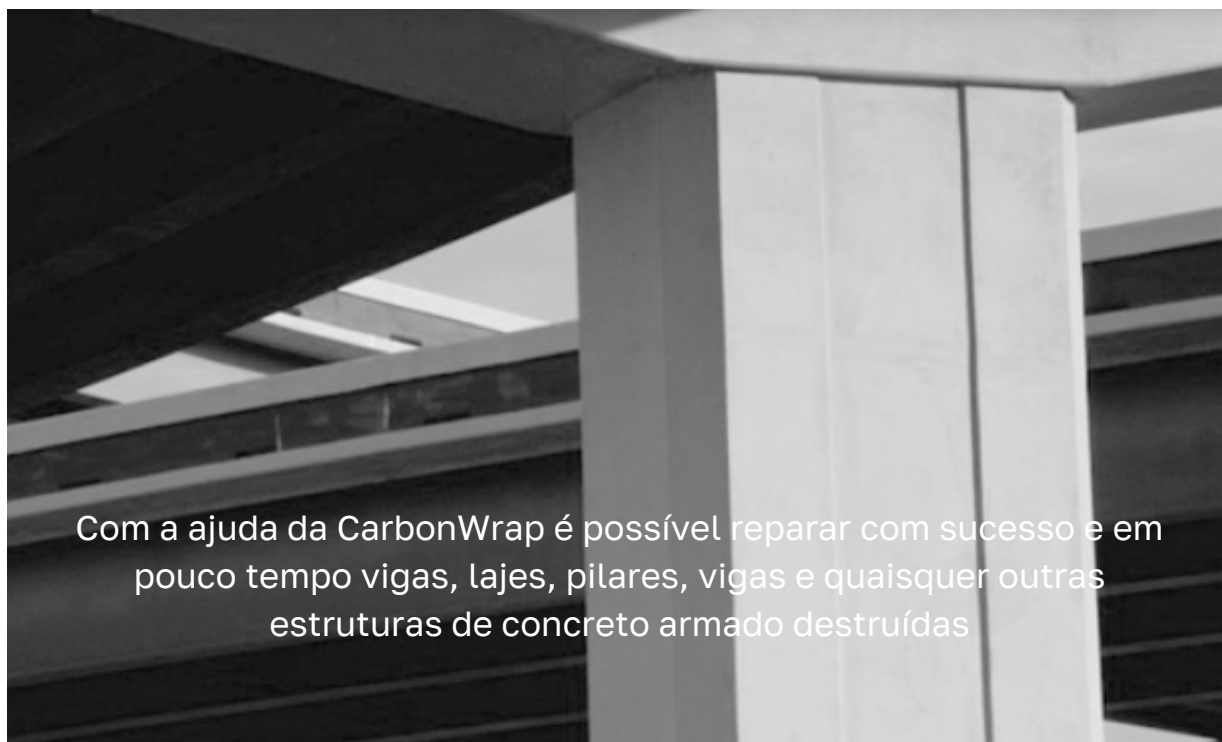 Com a ajuda da CarbonWrap é possível reparar com sucesso e em
pouco tempo vigas, lajes, pilares, vigas e quaisquer outras
estruturas de concreto armado destruídas